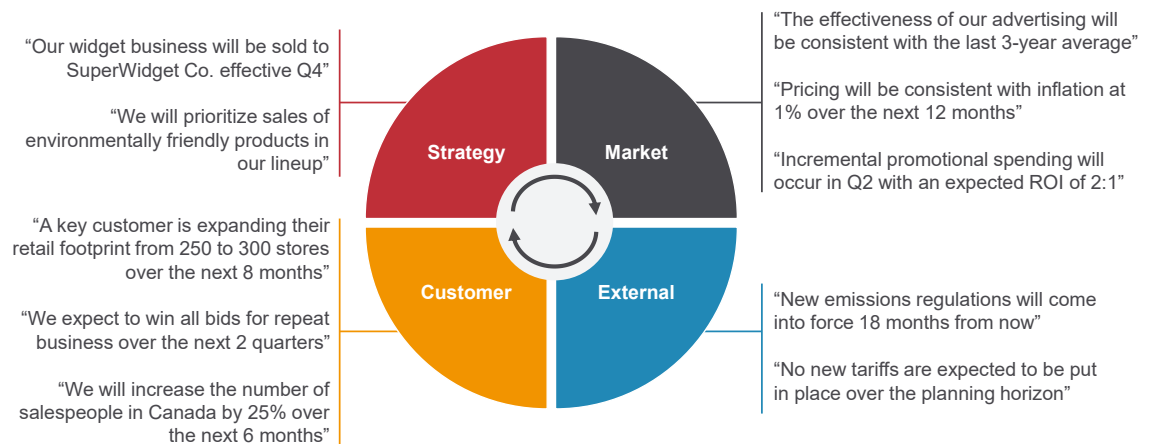 “Our widget business will be sold to
SuperWidget Co. effective Q4”
“We will prioritize sales of
environmentally friendly products in
our lineup”
Strategy
Market
“The effectiveness of our advertising will
be consistent with the last 3-year average”
“Pricing will be consistent with inflation at
1% over the next 12 months”
“Incremental promotional spending will
occur in Q2 with an expected ROI of 2:1”
“A key customer is expanding their
retail footprint from 250 to 300 stores
over the next 8 months”
“We expect to win all bids for repeat
business over the next 2 quarters”
“We will increase the number of
salespeople in Canada by 25% over
the next 6 months”
Customer
External
“New emissions regulations will come
into force 18 months from now”
“No new tariffs are expected to be put
in place over the planning horizon”